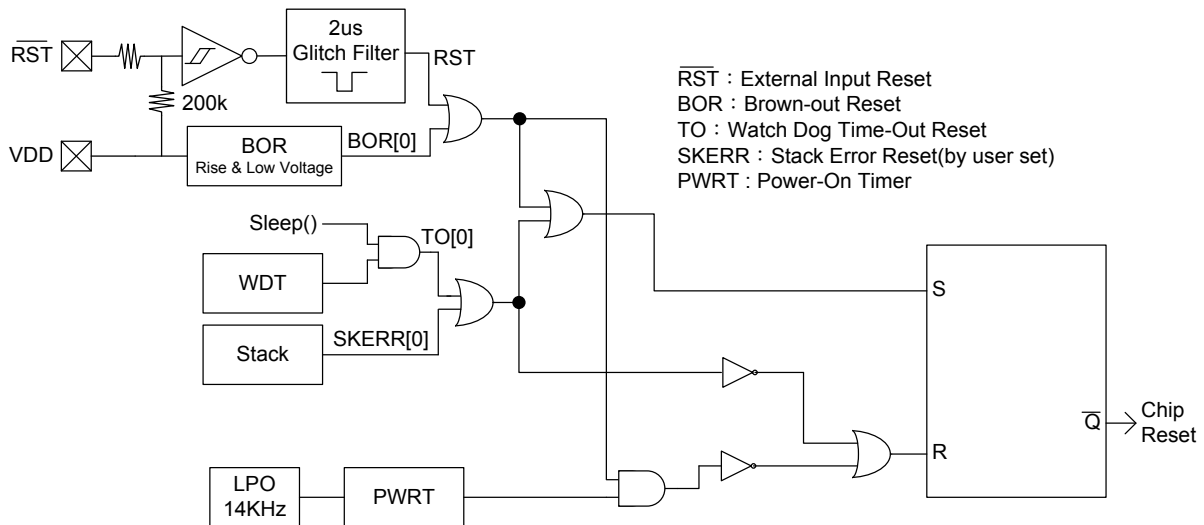 RST
2us
Glitch Filter
RST
200k
VDD
BOR
Rise & Low Voltage
BOR[0]
RST：External Input Reset
BOR：Brown-out Reset
TO：Watch Dog Time-Out Reset
SKERR：Stack Error Reset(by user set)
PWRT : Power-On Timer
Sleep()
TO[0]
WDT
Stack
SKERR[0]
S
R
Q
Chip
Reset
LPO
14KHz
PWRT